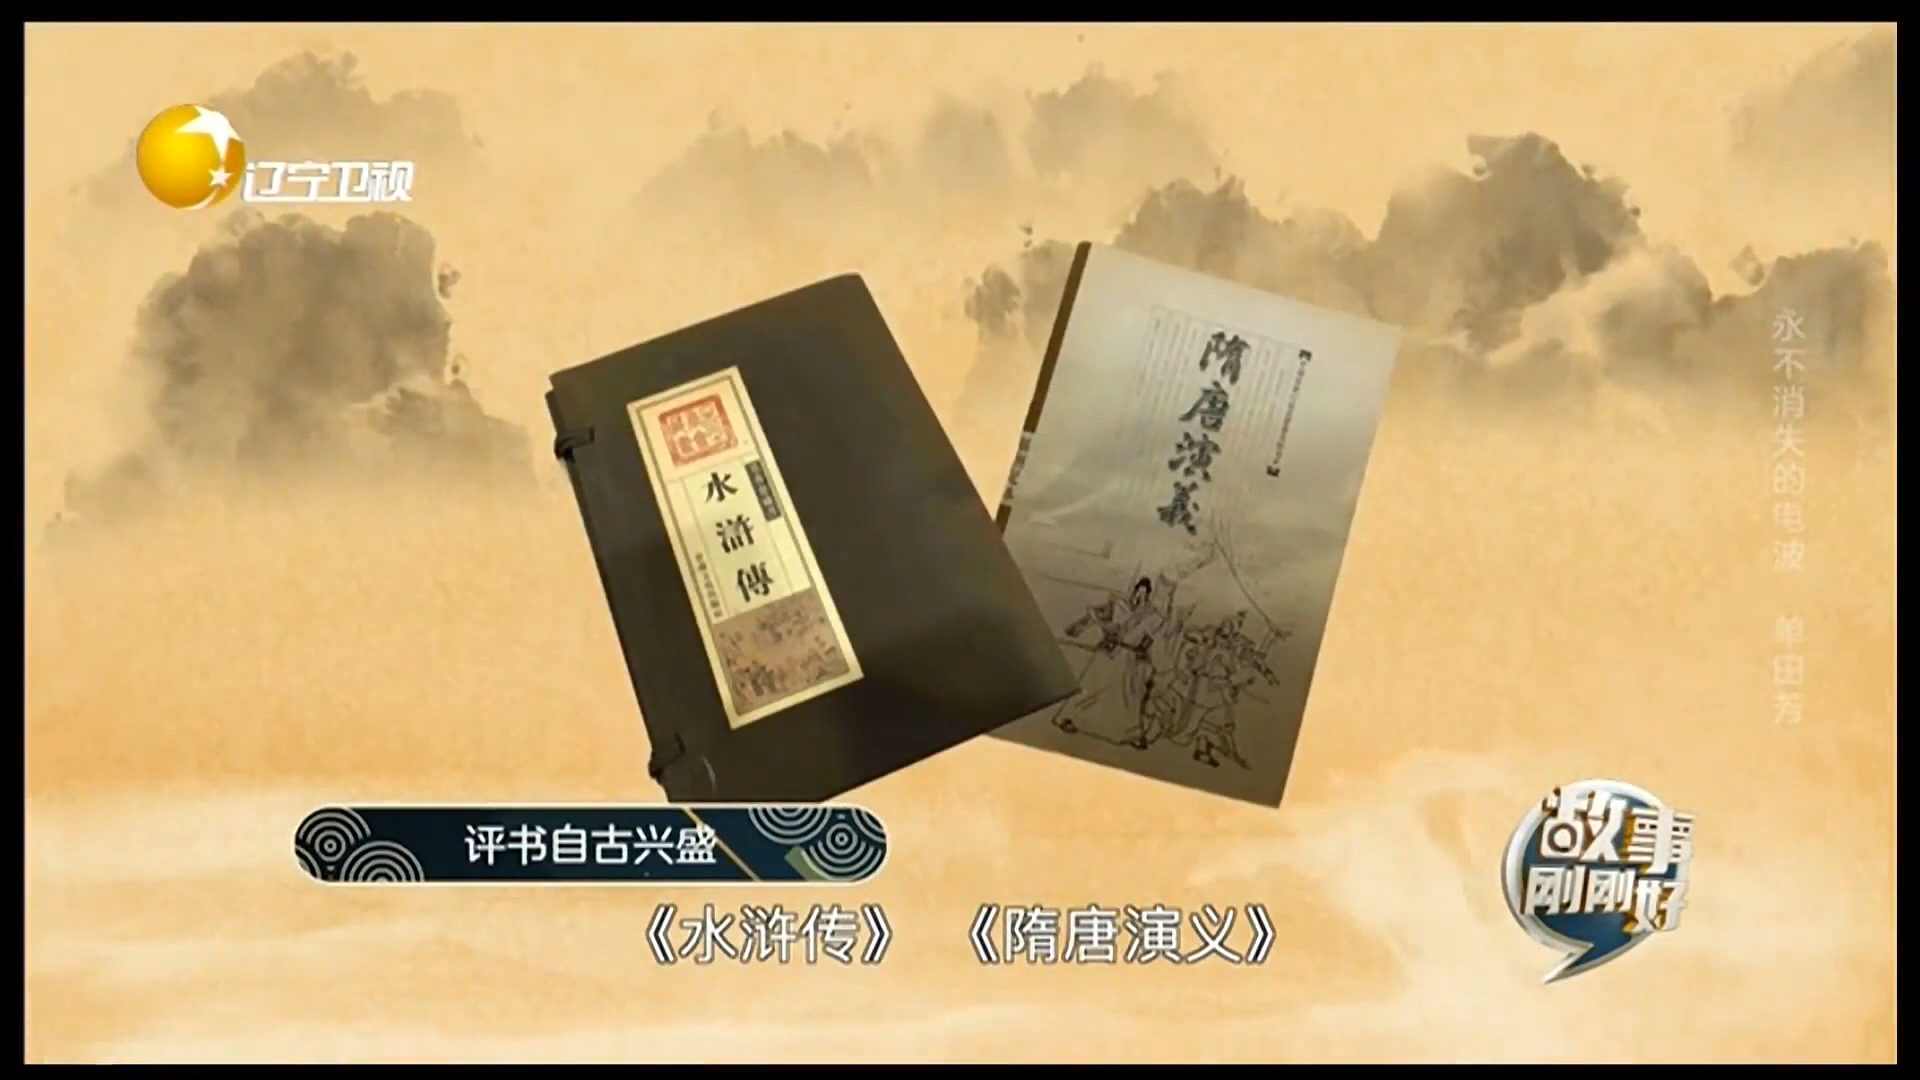 辽宁卫视
水滸傳
隋唐演義
永不消失的电波 单田芳
评书自古兴盛
《水浒传》 《隋唐演义》
故事
刚刚好